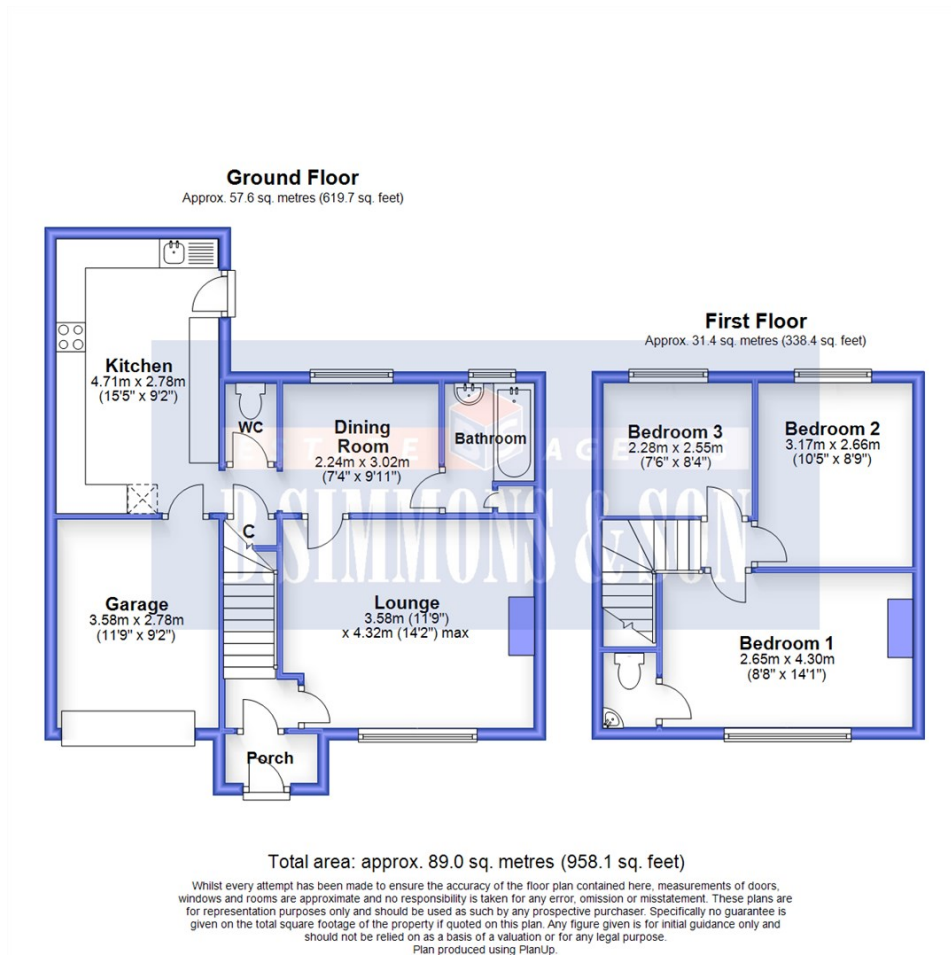 Ground Floor
Approx. 57.6 sq. metres (619.7 sq. feet)
Kitchen
4.71m x 2.78m
(15'5" x 9'2")
WC
Dining
Room
2.24m x 3.02m
(7'4" x 9'11")
Bathroom
C
Garage
3.58m x 2.78m
(11'9" x 9'2")
Lounge
3.58m (11'9")
x 4.32m (14'2") max
Porch
First Floor
Approx. 31.4 sq. metres (338.4 sq. feet)
Bedroom 3
2.28m x 2.55m
(7'6" x 8'4")
Bedroom 2
3.17m x 2.66m
(10'5" x 8'9")
Bedroom 1
2.65m x 4.30m
(8'8" x 14'1")
ESTATE AGENTS
D.SIMMONS & SON
Total area: approx. 89.0 sq. metres (958.1 sq. feet)
Whilst every attempt has been made to ensure the accuracy of the floor plan contained here, measurements of doors,
windows and rooms are approximate and no responsibility is taken for any error, omission or misstatement. These plans are
for representation purposes only and should be used as such by any prospective purchaser. Specifically no guarantee is
given on the total square footage of the property if quoted on this plan. Any figure given is for initial guidance only and
should not be relied on as a basis of a valuation or for any legal purpose.
Plan produced using PlanUp.